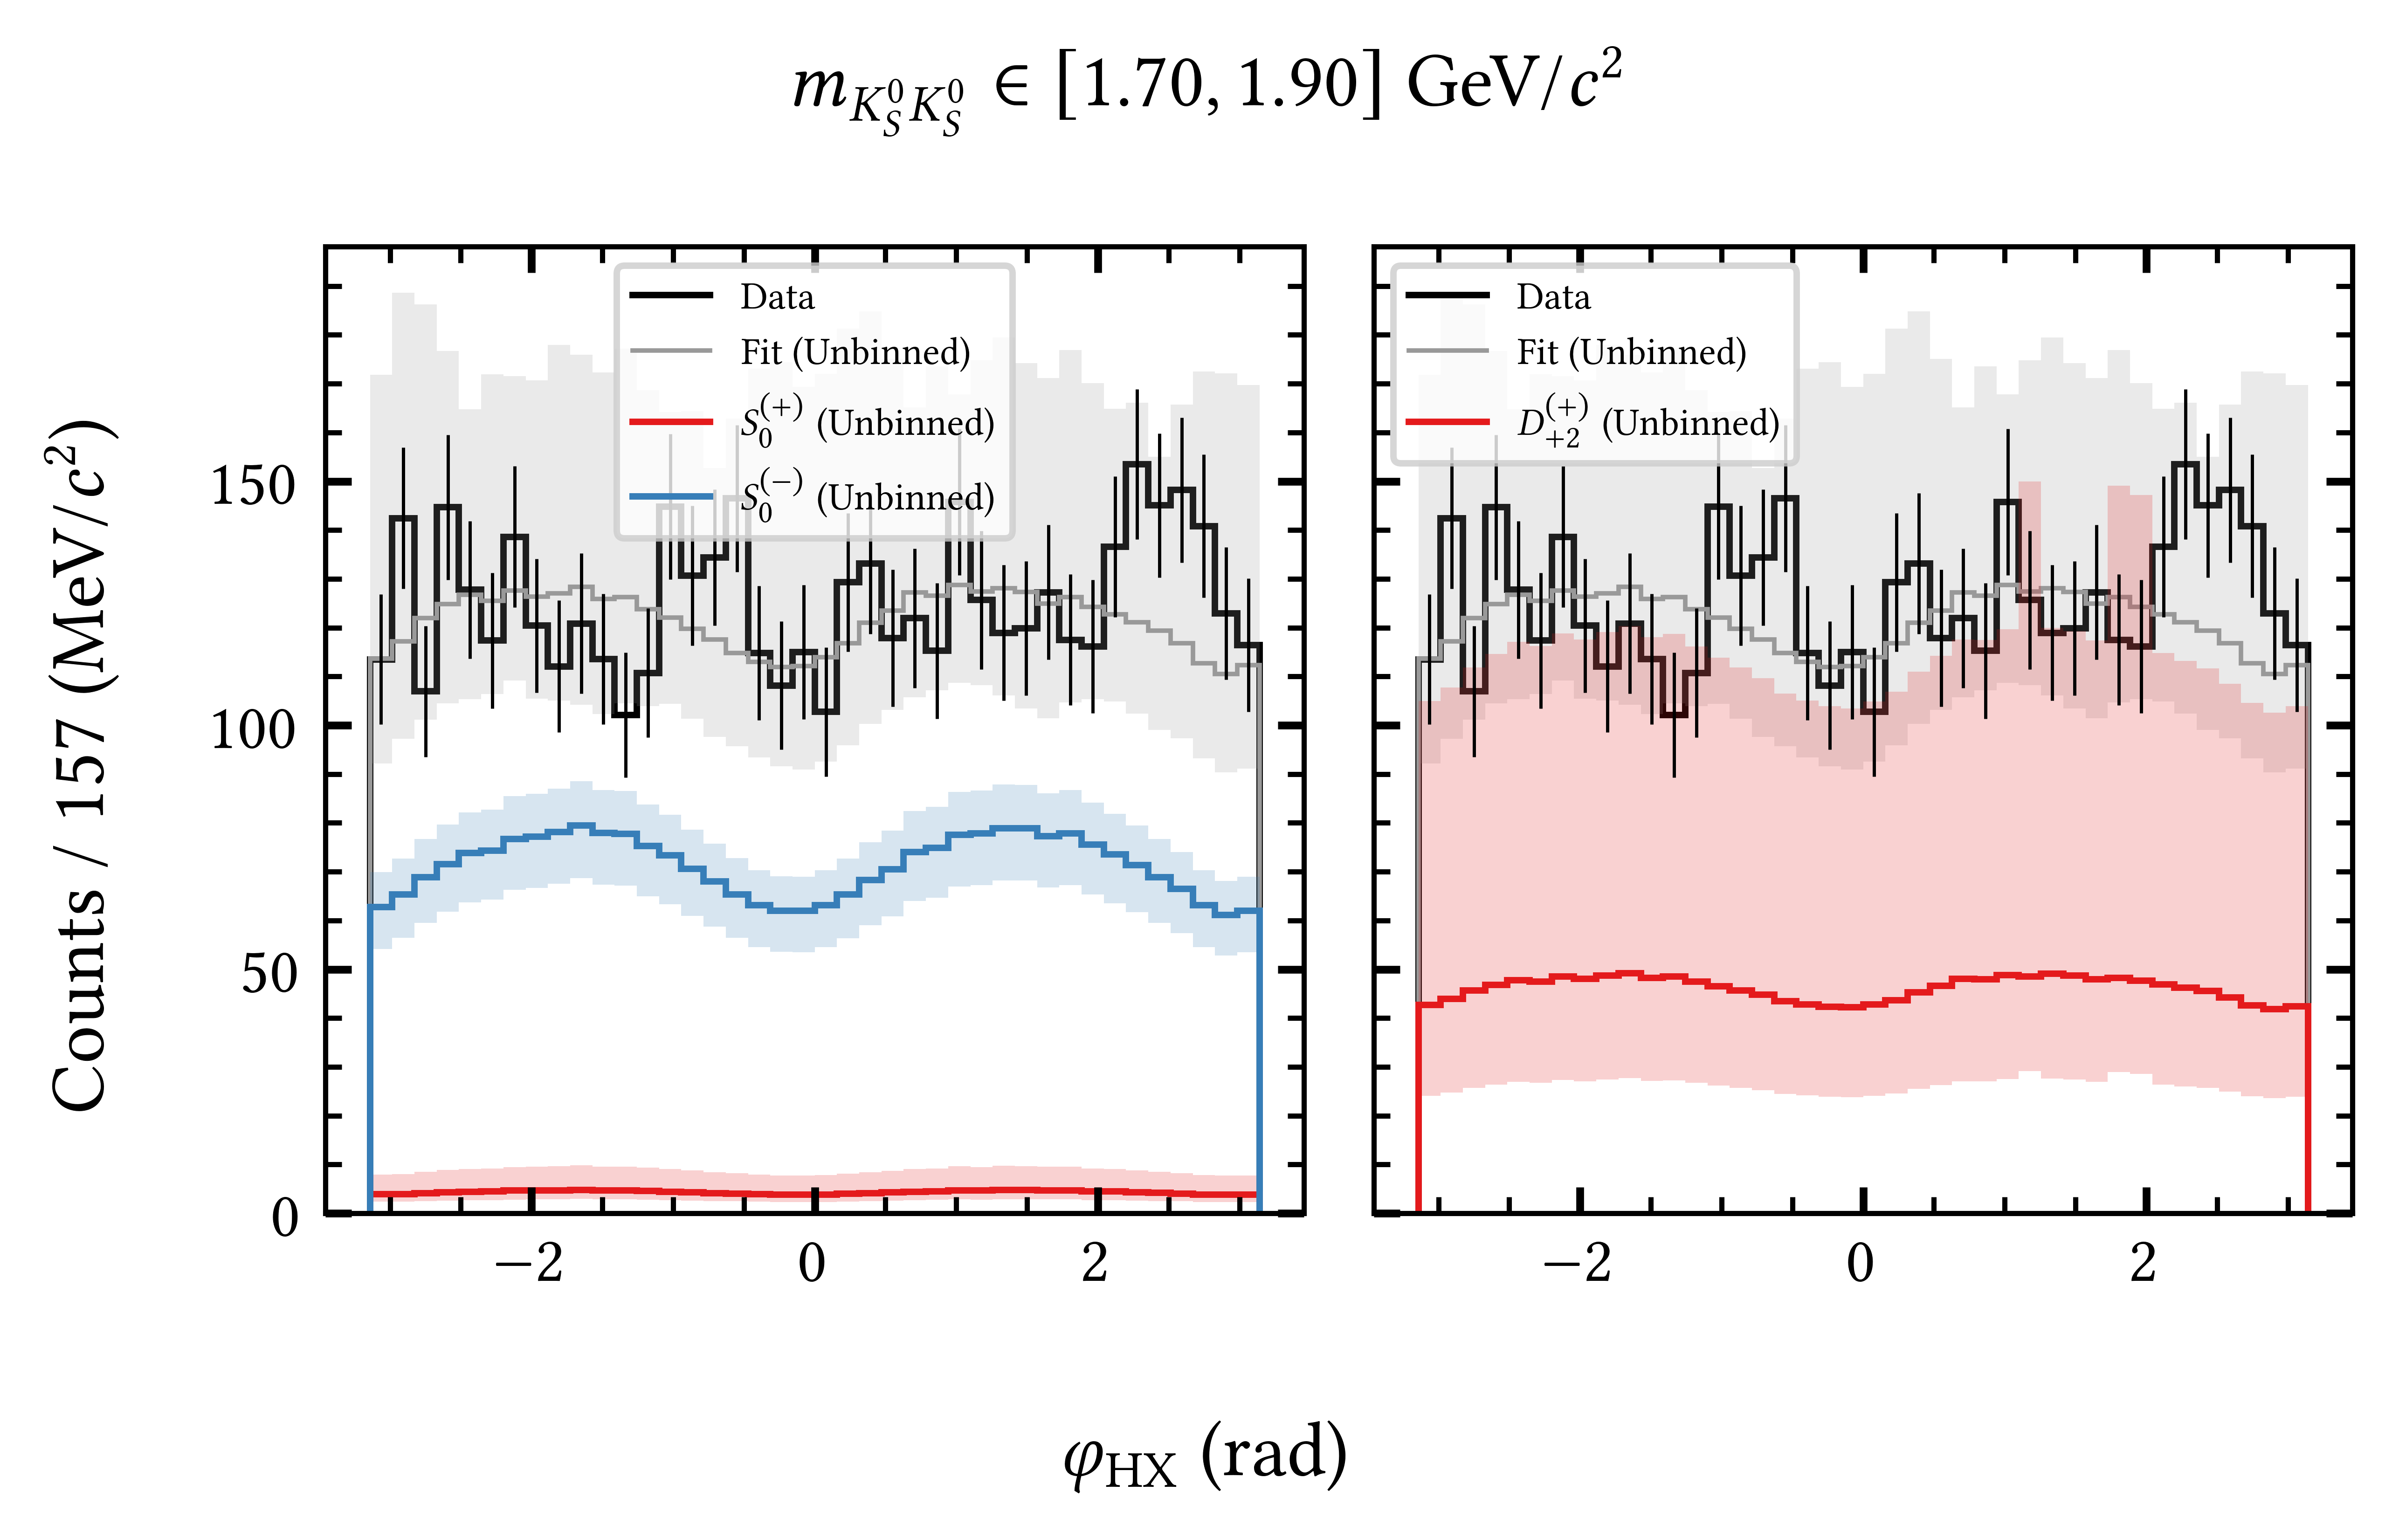 m_{K_S^0 K_S^0} ∈ [1.70, 1.90] GeV/c²
Data
Fit (Unbinned)
S_0^{(+)} (Unbinned)
S_0^{(−)} (Unbinned)
Data
Fit (Unbinned)
D_{+2}^{(+)} (Unbinned)
Counts / 157 (MeV/c²)
150
100
50
0
−2 0 2
−2 0 2
φ_{HX} (rad)